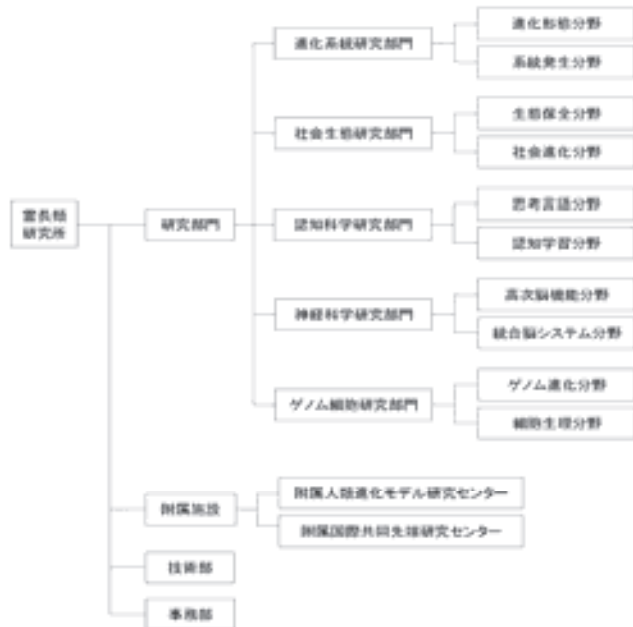 霊長類
研究所
研究部門
進化系統研究部門
進化形態分野
系統発生分野
社会生態研究部門
生態保全分野
社会進化分野
認知科学研究部門
思考言語分野
認知学習分野
神経科学研究部門
高次脳機能分野
統合脳システム分野
ゲノム細胞研究部門
ゲノム進化分野
細胞生理分野
附属施設
附属人類進化モデル研究センター
附属国際共同先端研究センター
技術部
事務部